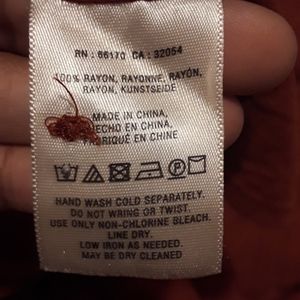 RN : 66170 CA : 32054
100% RAYON, RAYONNE, RAYÓN,
RAYON, KUNSTSEIDE
MADE IN CHINA,
HECHO EN CHINA,
FABRIQUÉ EN CHINE
HAND WASH COLD SEPARATELY.
DO NOT WRING OR TWIST.
USE ONLY NON-CHLORINE BLEACH.
LINE DRY.
LOW IRON AS NEEDED.
MAY BE DRY CLEANED